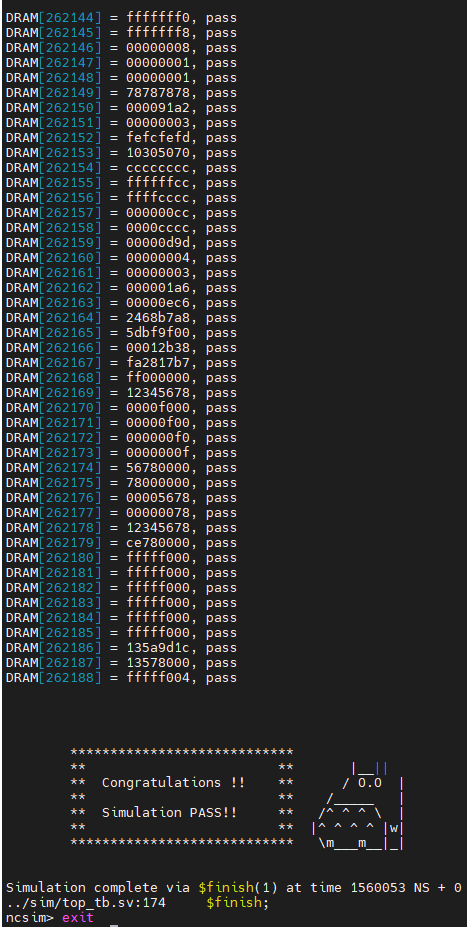 DRAM[262144] = fffffff0, pass
DRAM[262145] = fffffff8, pass
DRAM[262146] = 00000008, pass
DRAM[262147] = 00000001, pass
DRAM[262148] = 00000001, pass
DRAM[262149] = 78787878, pass
DRAM[262150] = 000091a2, pass
DRAM[262151] = 00000003, pass
DRAM[262152] = fefcfefd, pass
DRAM[262153] = 10305070, pass
DRAM[262154] = cccccccc, pass
DRAM[262155] = ffffffcc, pass
DRAM[262156] = ffffcccc, pass
DRAM[262157] = 000000cc, pass
DRAM[262158] = 0000cccc, pass
DRAM[262159] = 00000d9d, pass
DRAM[262160] = 00000004, pass
DRAM[262161] = 00000003, pass
DRAM[262162] = 000001a6, pass
DRAM[262163] = 00000ec6, pass
DRAM[262164] = 2468b7a8, pass
DRAM[262165] = 5dbf9f00, pass
DRAM[262166] = 00012b38, pass
DRAM[262167] = fa2817b7, pass
DRAM[262168] = ff000000, pass
DRAM[262169] = 12345678, pass
DRAM[262170] = 0000f000, pass
DRAM[262171] = 00000f00, pass
DRAM[262172] = 000000f0, pass
DRAM[262173] = 0000000f, pass
DRAM[262174] = 56780000, pass
DRAM[262175] = 78000000, pass
DRAM[262176] = 00005678, pass
DRAM[262177] = 00000078, pass
DRAM[262178] = 12345678, pass
DRAM[262179] = ce780000, pass
DRAM[262180] = fffff000, pass
DRAM[262181] = fffff000, pass
DRAM[262182] = fffff000, pass
DRAM[262183] = fffff000, pass
DRAM[262184] = fffff000, pass
DRAM[262185] = fffff000, pass
DRAM[262186] = 135a9d1c, pass
DRAM[262187] = 13578000, pass
DRAM[262188] = fffff004, pass
****************************
**                        **       |__||
**  Congratulations !!    **      / O.O  |
**                        **    /_____   |
**  Simulation PASS!!     **   /^ ^ ^ \  |
**                        **  |^ ^ ^ ^ |w|
****************************   \m___m__|_|
Simulation complete via $finish(1) at time 1560053 NS + 0
../sim/top_tb.sv:174     $finish;
ncsim> exit